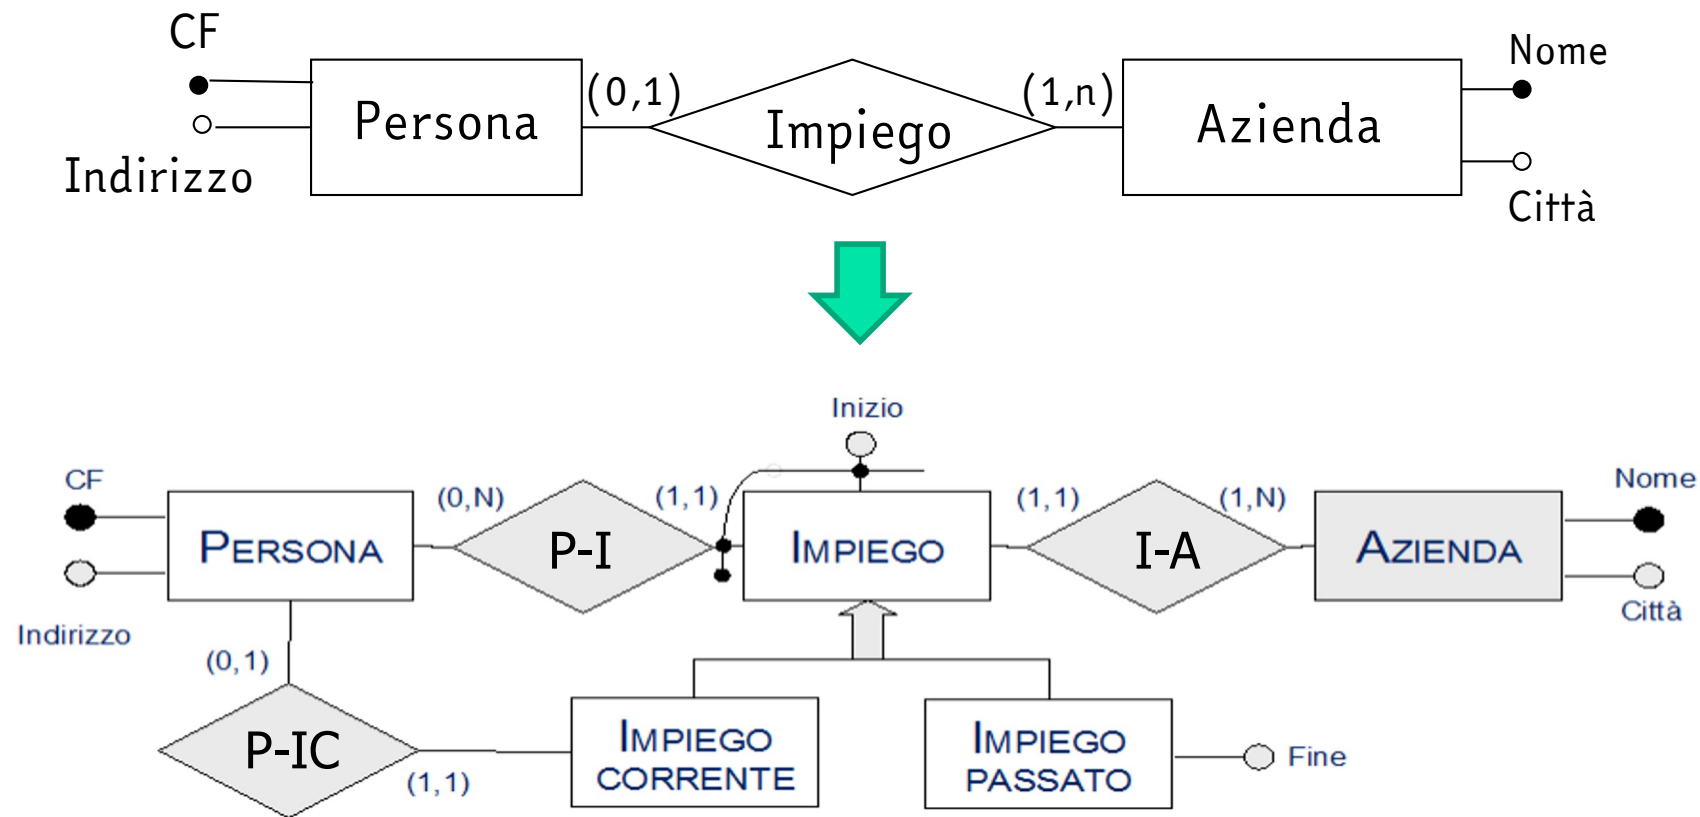 CF
Nome
(0,1)
(1,n)
Persona
Impiego
Azienda
Indirizzo
Città
Inizio
CF
(0,N)
(1,1)
(1,1)
(1,N)
Nome
PERSONA
P-I
IMPIEGO
I-A
AZIENDA
Indirizzo
Città
(0,1)
P-IC
(1,1)
IMPIEGO
CORRENTE
IMPIEGO
PASSATO
Fine